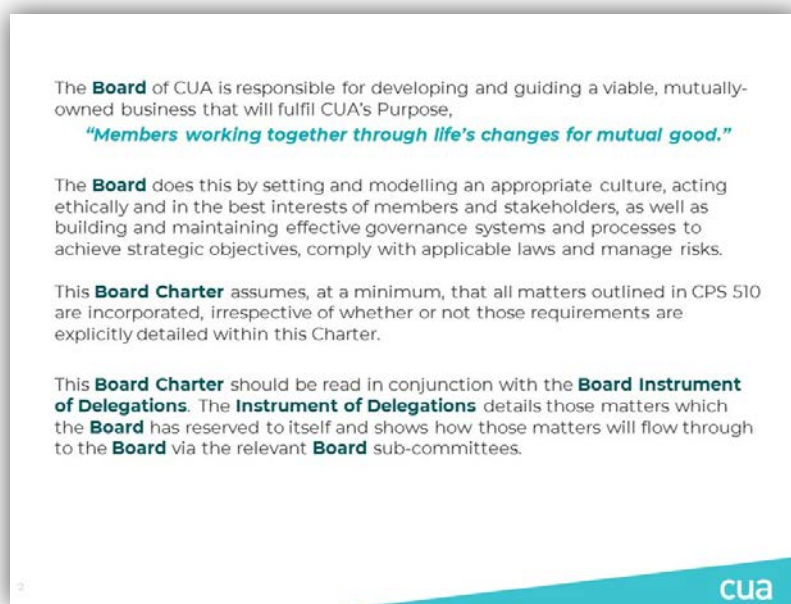 The Board of CUA is responsible for developing and guiding a viable, mutually-
owned business that will fulfil CUA's Purpose,
“Members working together through life’s changes for mutual good.”
The Board does this by setting and modelling an appropriate culture, acting
ethically and in the best interests of members and stakeholders, as well as
building and maintaining effective governance systems and processes to
achieve strategic objectives, comply with applicable laws and manage risks.
This Board Charter assumes, at a minimum, that all matters outlined in CPS 510
are incorporated, irrespective of whether or not those requirements are
explicitly detailed within this Charter.
This Board Charter should be read in conjunction with the Board Instrument
of Delegations. The Instrument of Delegations details those matters which
the Board has reserved to itself and shows how those matters will flow through
to the Board via the relevant Board sub-committees.
2
cua